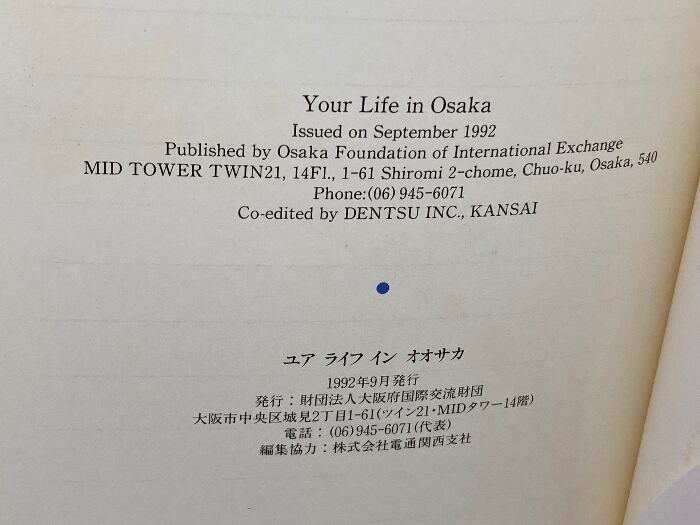 Your Life in Osaka
Issued on September 1992
Published by Osaka Foundation of International Exchange
MID TOWER TWIN21, 14Fl., 1-61 Shiromi 2-chome, Chuo-ku, Osaka, 540
Phone:(06) 945-6071
Co-edited by DENTSU INC., KANSAI
ユア ライフ イン オオサカ
1992年9月発行
発行：財団法人大阪府国際交流財団
大阪市中央区城見2丁目1-61(ツイン21・MIDタワー14階)
電話：(06)945-6071(代表)
編集協力：株式会社電通関西支社